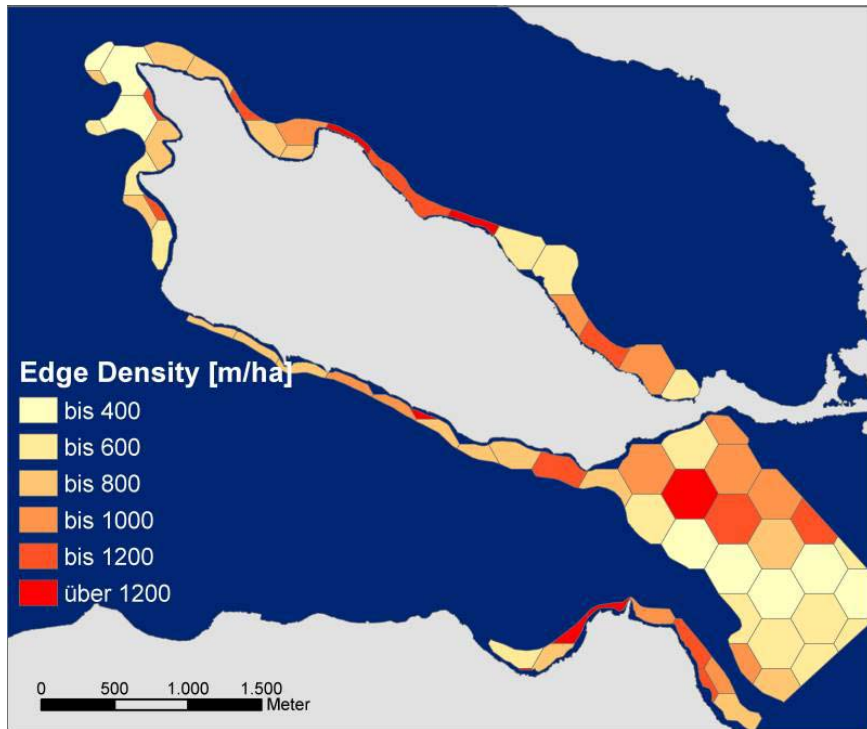 Edge Density [m/ha]
bis 400
bis 600
bis 800
bis 1000
bis 1200
über 1200
0 500 1.000 1.500
Meter